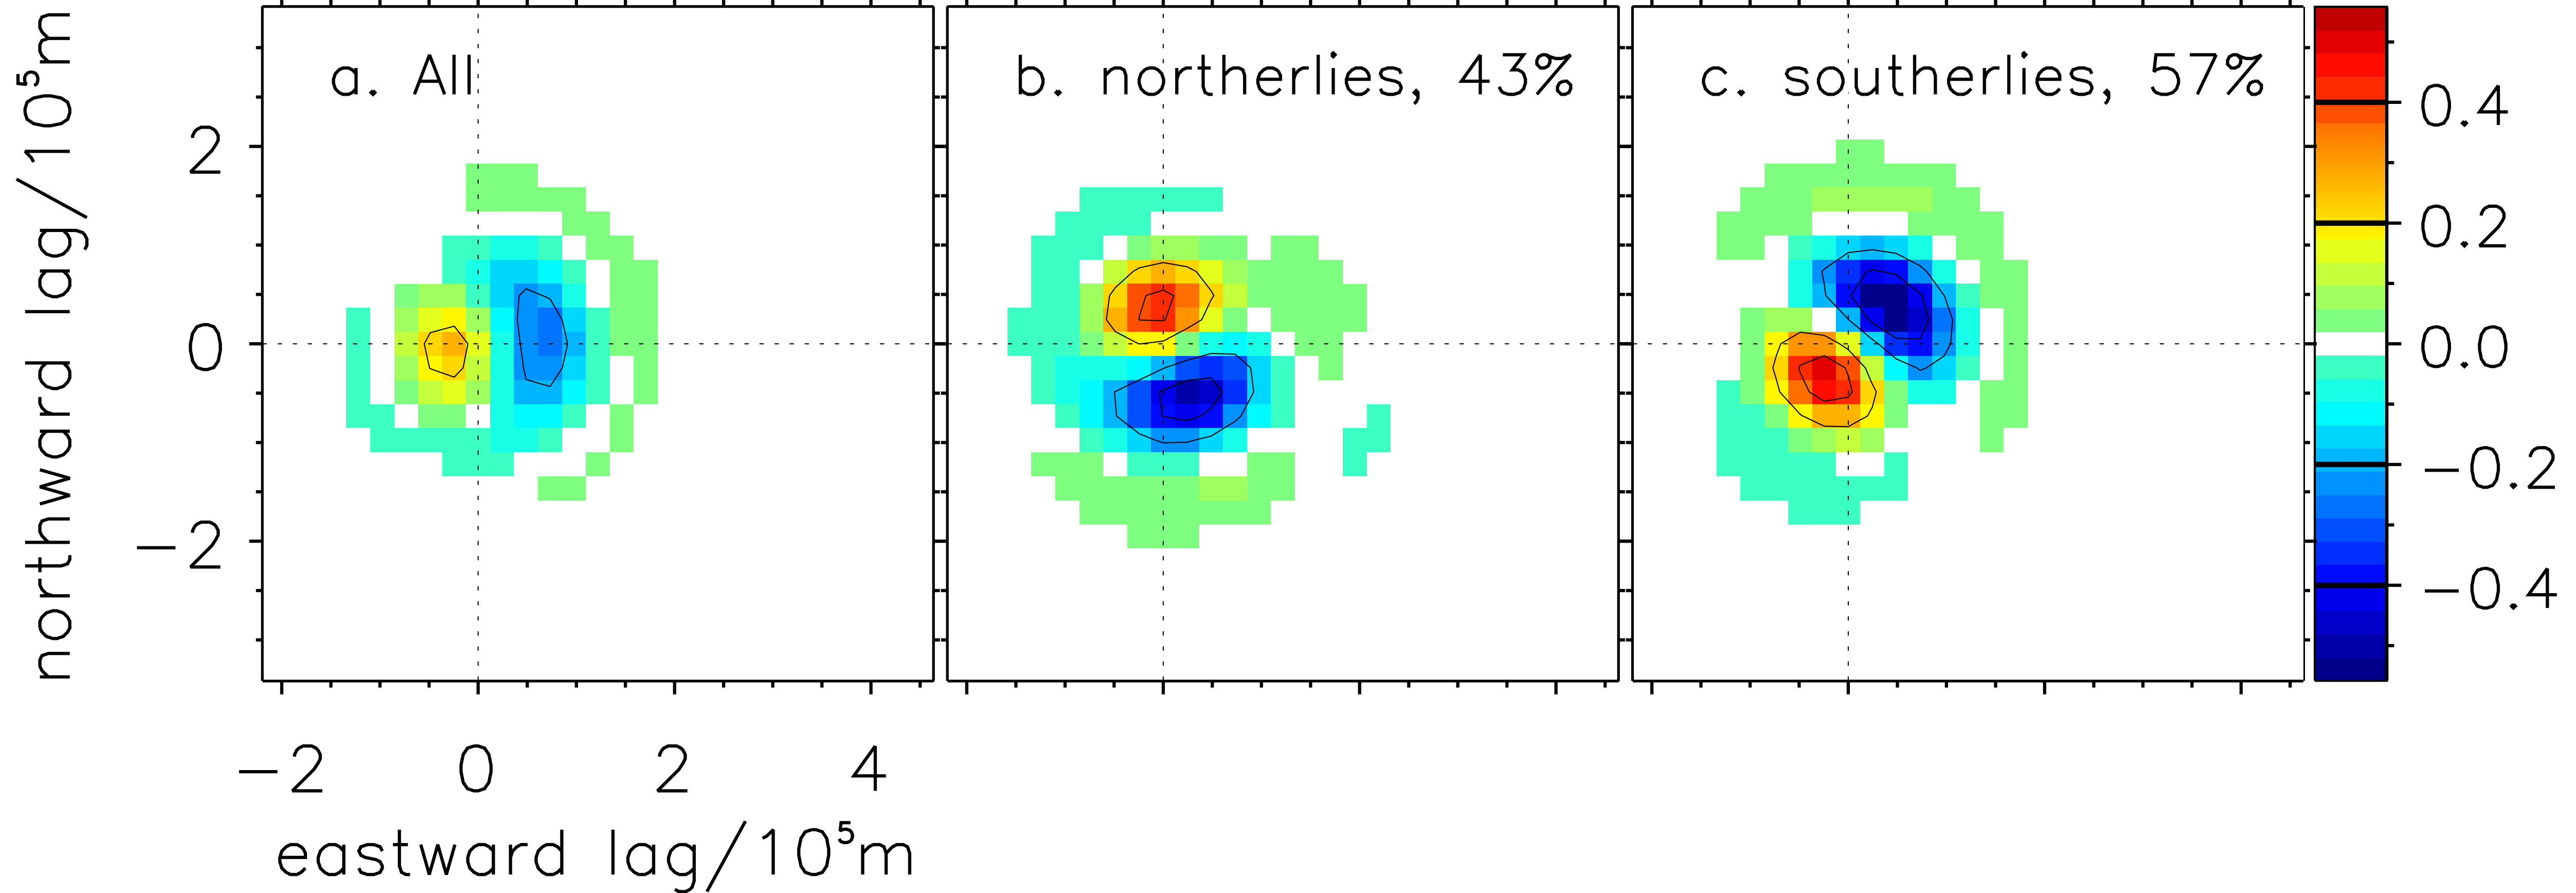 a. All
b. northerlies, 43%
c. southerlies, 57%
northward lag/10⁵m
2
0
−2
0.4
0.2
0.0
−0.2
−0.4
−2 0 2 4
eastward lag/10⁵m